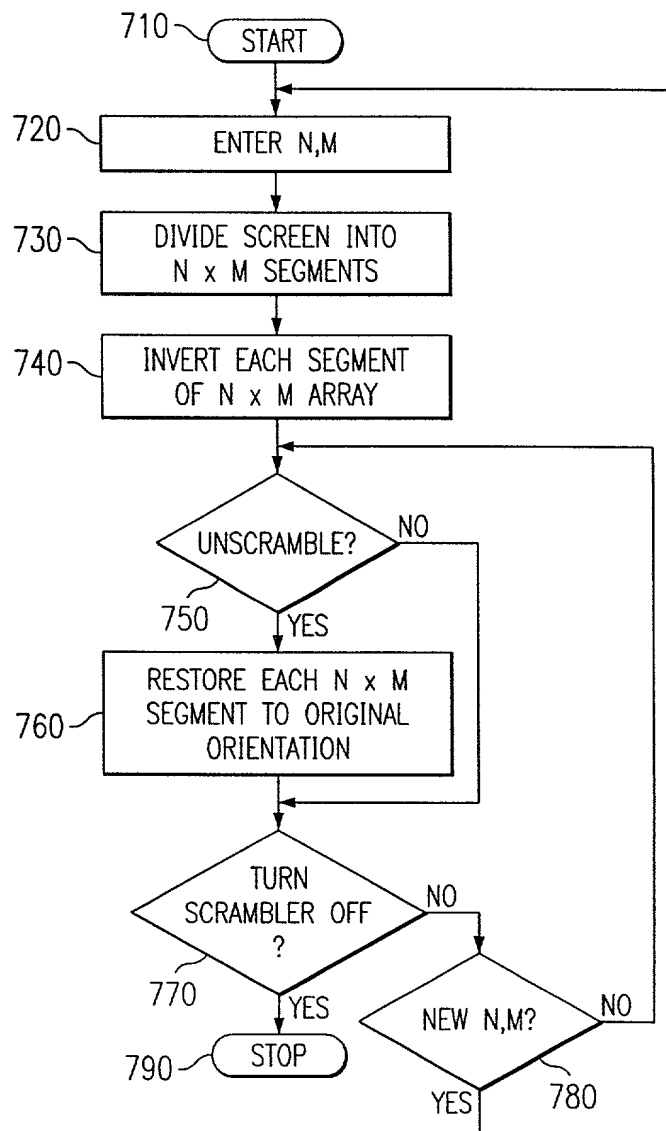 710
START
720
ENTER N,M
730
DIVIDE SCREEN INTO
N x M SEGMENTS
740
INVERT EACH SEGMENT
OF N x M ARRAY
UNSCRAMBLE?
NO
750
YES
760
RESTORE EACH N x M
SEGMENT TO ORIGINAL
ORIENTATION
TURN
SCRAMBLER OFF
?
NO
770
YES
NEW N,M?
NO
790
STOP
YES
780